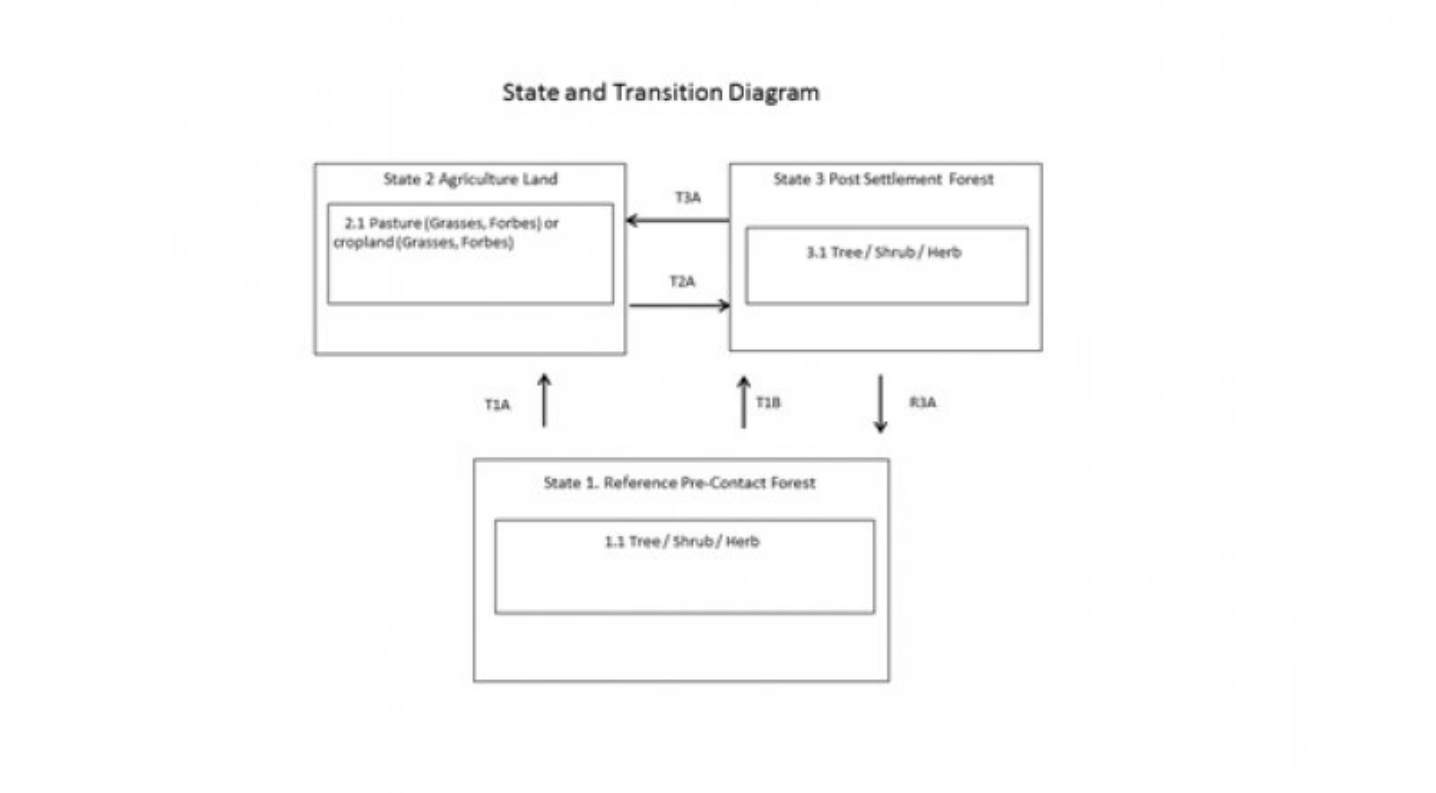 State and Transition Diagram
State 2 Agriculture Land
2.1 Pasture (Grasses, Forbes) or
cropland (Grasses, Forbes)
T3A
T2A
State 3 Post Settlement Forest
3.1 Tree / Shrub / Herb
T1A
T1B
R3A
State 1. Reference Pre-Contact Forest
1.1 Tree / Shrub / Herb